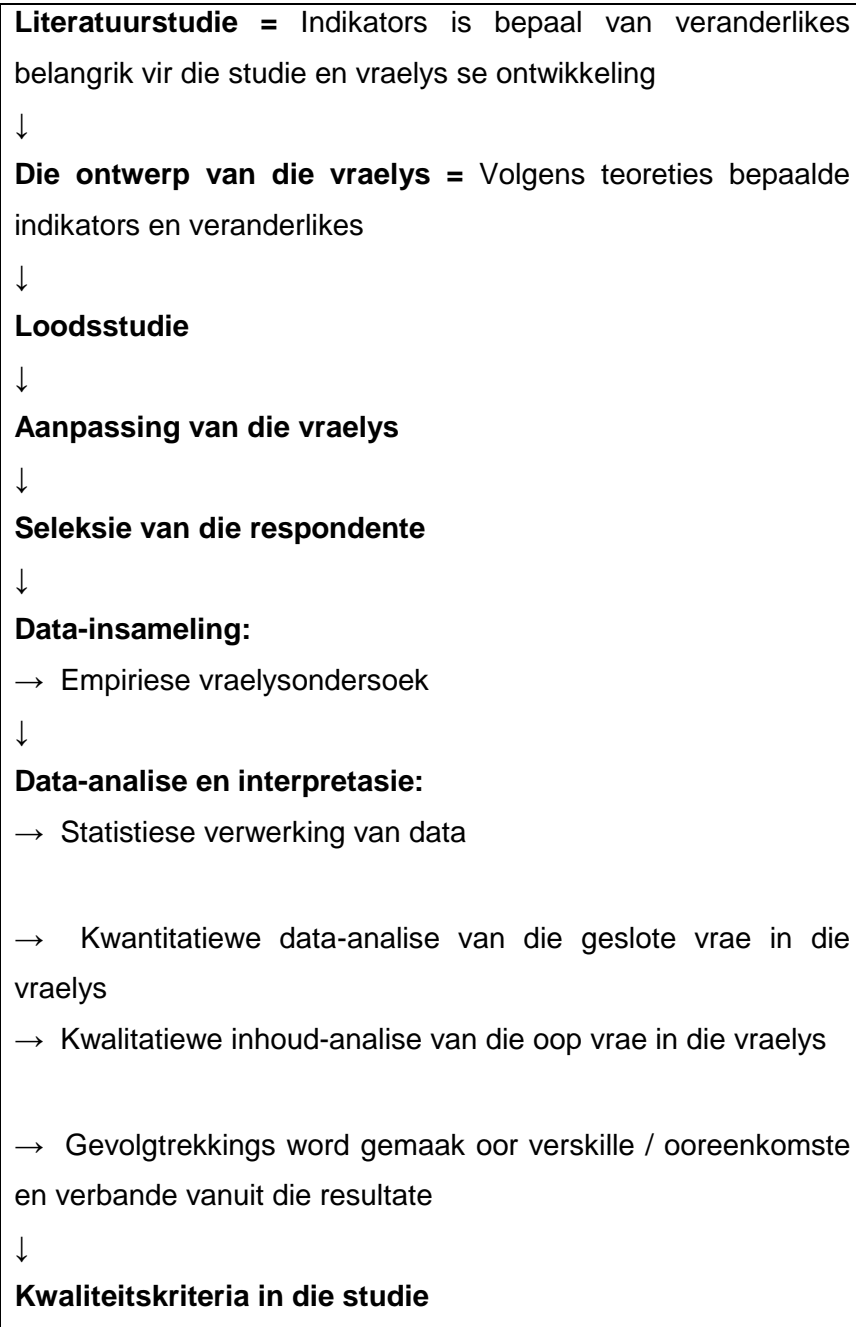 Literatuurstudie = Indikators is bepaal van veranderlikes
belangrik vir die studie en vraelys se ontwikkeling
↓
Die ontwerp van die vraelys = Volgens teoreties bepaalde
indikators en veranderlikes
↓
Loodsstudie
↓
Aanpassing van die vraelys
↓
Seleksie van die respondente
↓
Data-insameling:
→ Empiriese vraelysondersoek
↓
Data-analise en interpretasie:
→ Statistiese verwerking van data
→ Kwantitatiewe data-analise van die geslote vrae in die
vraelys
→ Kwalitatiewe inhoud-analise van die oop vrae in die vraelys
→ Gevolgtrekkings word gemaak oor verskille / ooreenkomste
en verbande vanuit die resultate
↓
Kwaliteitskriteria in die studie